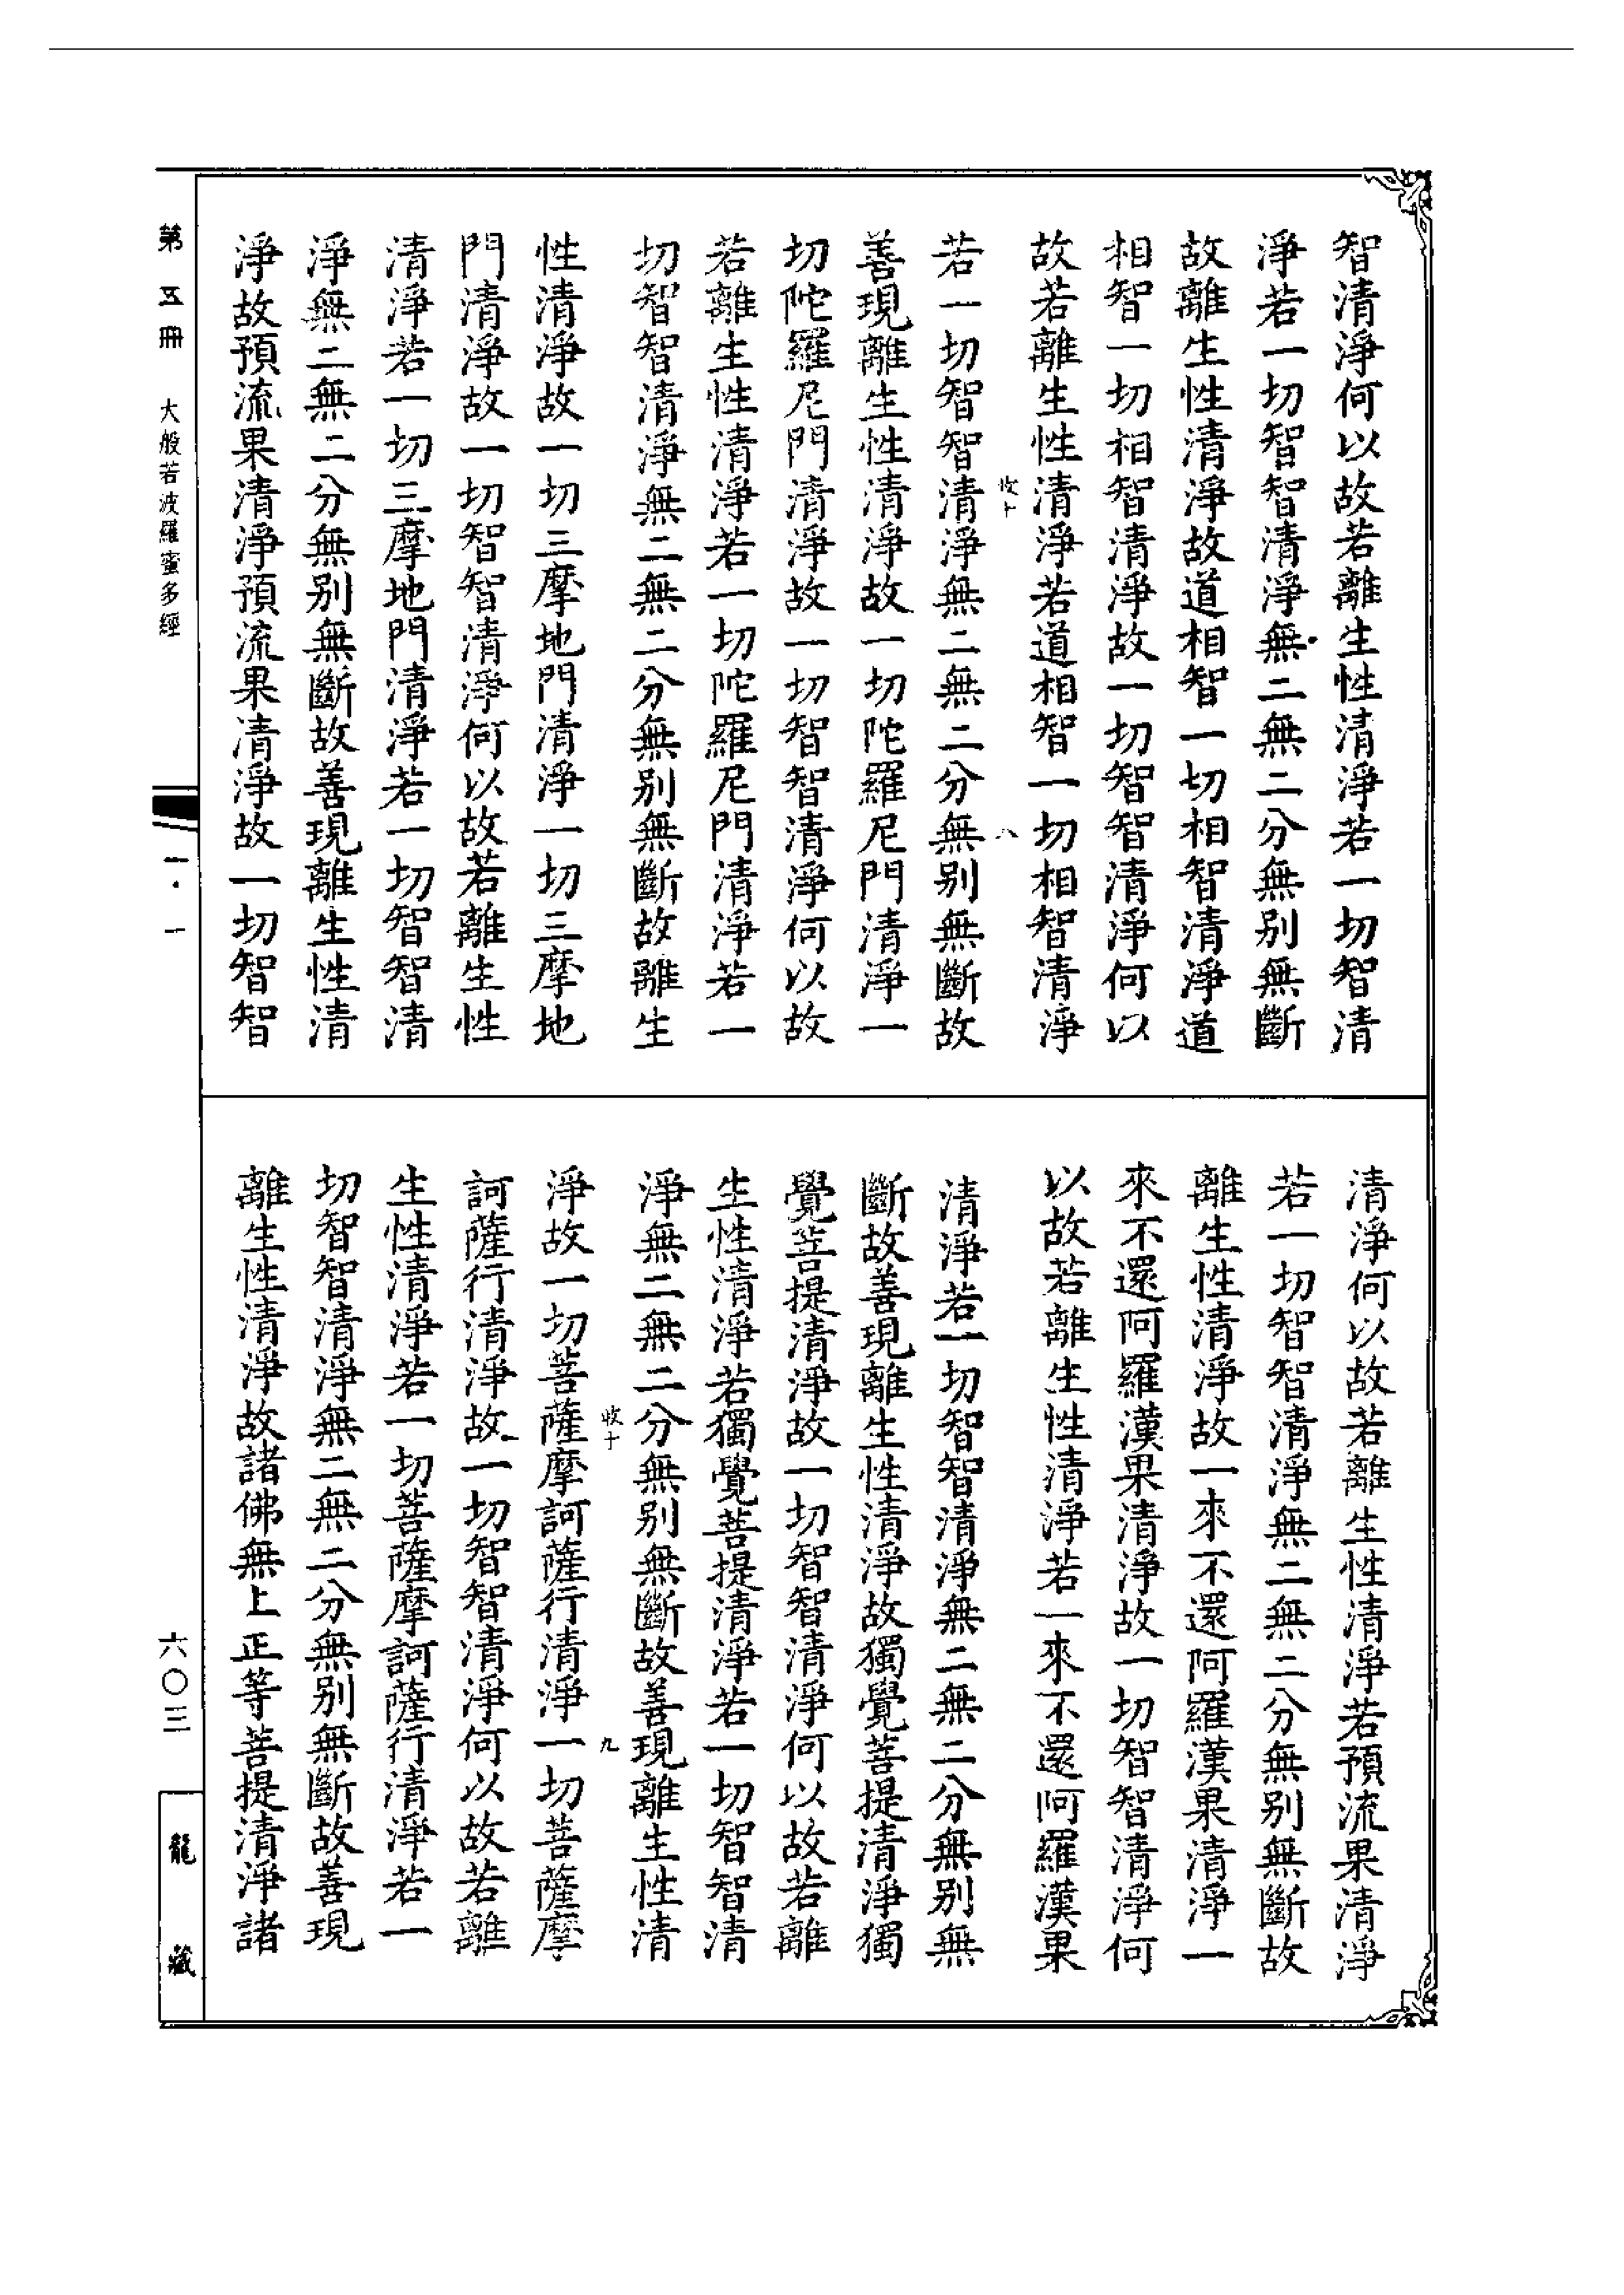 智清淨何以故若離生性清淨若一切智智清
淨若一切智智清淨無二無二分無別無斷
故離生性清淨故道相智一切相智清淨道
相智一切相智清淨故一切智智清淨何以
故若離生性清淨若道相智一切相智清淨
收十 八
若一切智智清淨無二無二分無別無斷故
善現離生性清淨故一切陀羅尼門清淨一
切陀羅尼門清淨故一切智智清淨何以故
若離生性清淨若一切陀羅尼門清淨若一
切智智清淨無二無二分無別無斷故離生
性清淨故一切三摩地門清淨一切三摩地
門清淨故一切智智清淨何以故若離生性
清淨若一切三摩地門清淨若一切智智清
淨無二無二分無別無斷故善現離生性清
淨故預流果清淨預流果清淨故一切智智
清淨何以故若離生性清淨若預流果清淨
若一切智智清淨無二無二分無別無斷故
離生性清淨故一來不還阿羅漢果清淨一
來不還阿羅漢果清淨故一切智智清淨何
以故若離生性清淨若一來不還阿羅漢果
清淨若一切智智清淨無二無二分無別無
斷故善現離生性清淨故獨覺菩提清淨獨
覺菩提清淨故一切智智清淨何以故若離
生性清淨若獨覺菩提清淨若一切智智清
淨無二無二分無別無斷故善現離生性清
收十 九
淨故一切菩薩摩訶薩行清淨一切菩薩摩
訶薩行清淨故一切智智清淨何以故若離
生性清淨若一切菩薩摩訶薩行清淨若一
切智智清淨無二無二分無別無斷故善現
離生性清淨故諸佛無上正等菩提清淨諸
第五冊 大般若波羅蜜多經
一·一
六〇三
龍藏